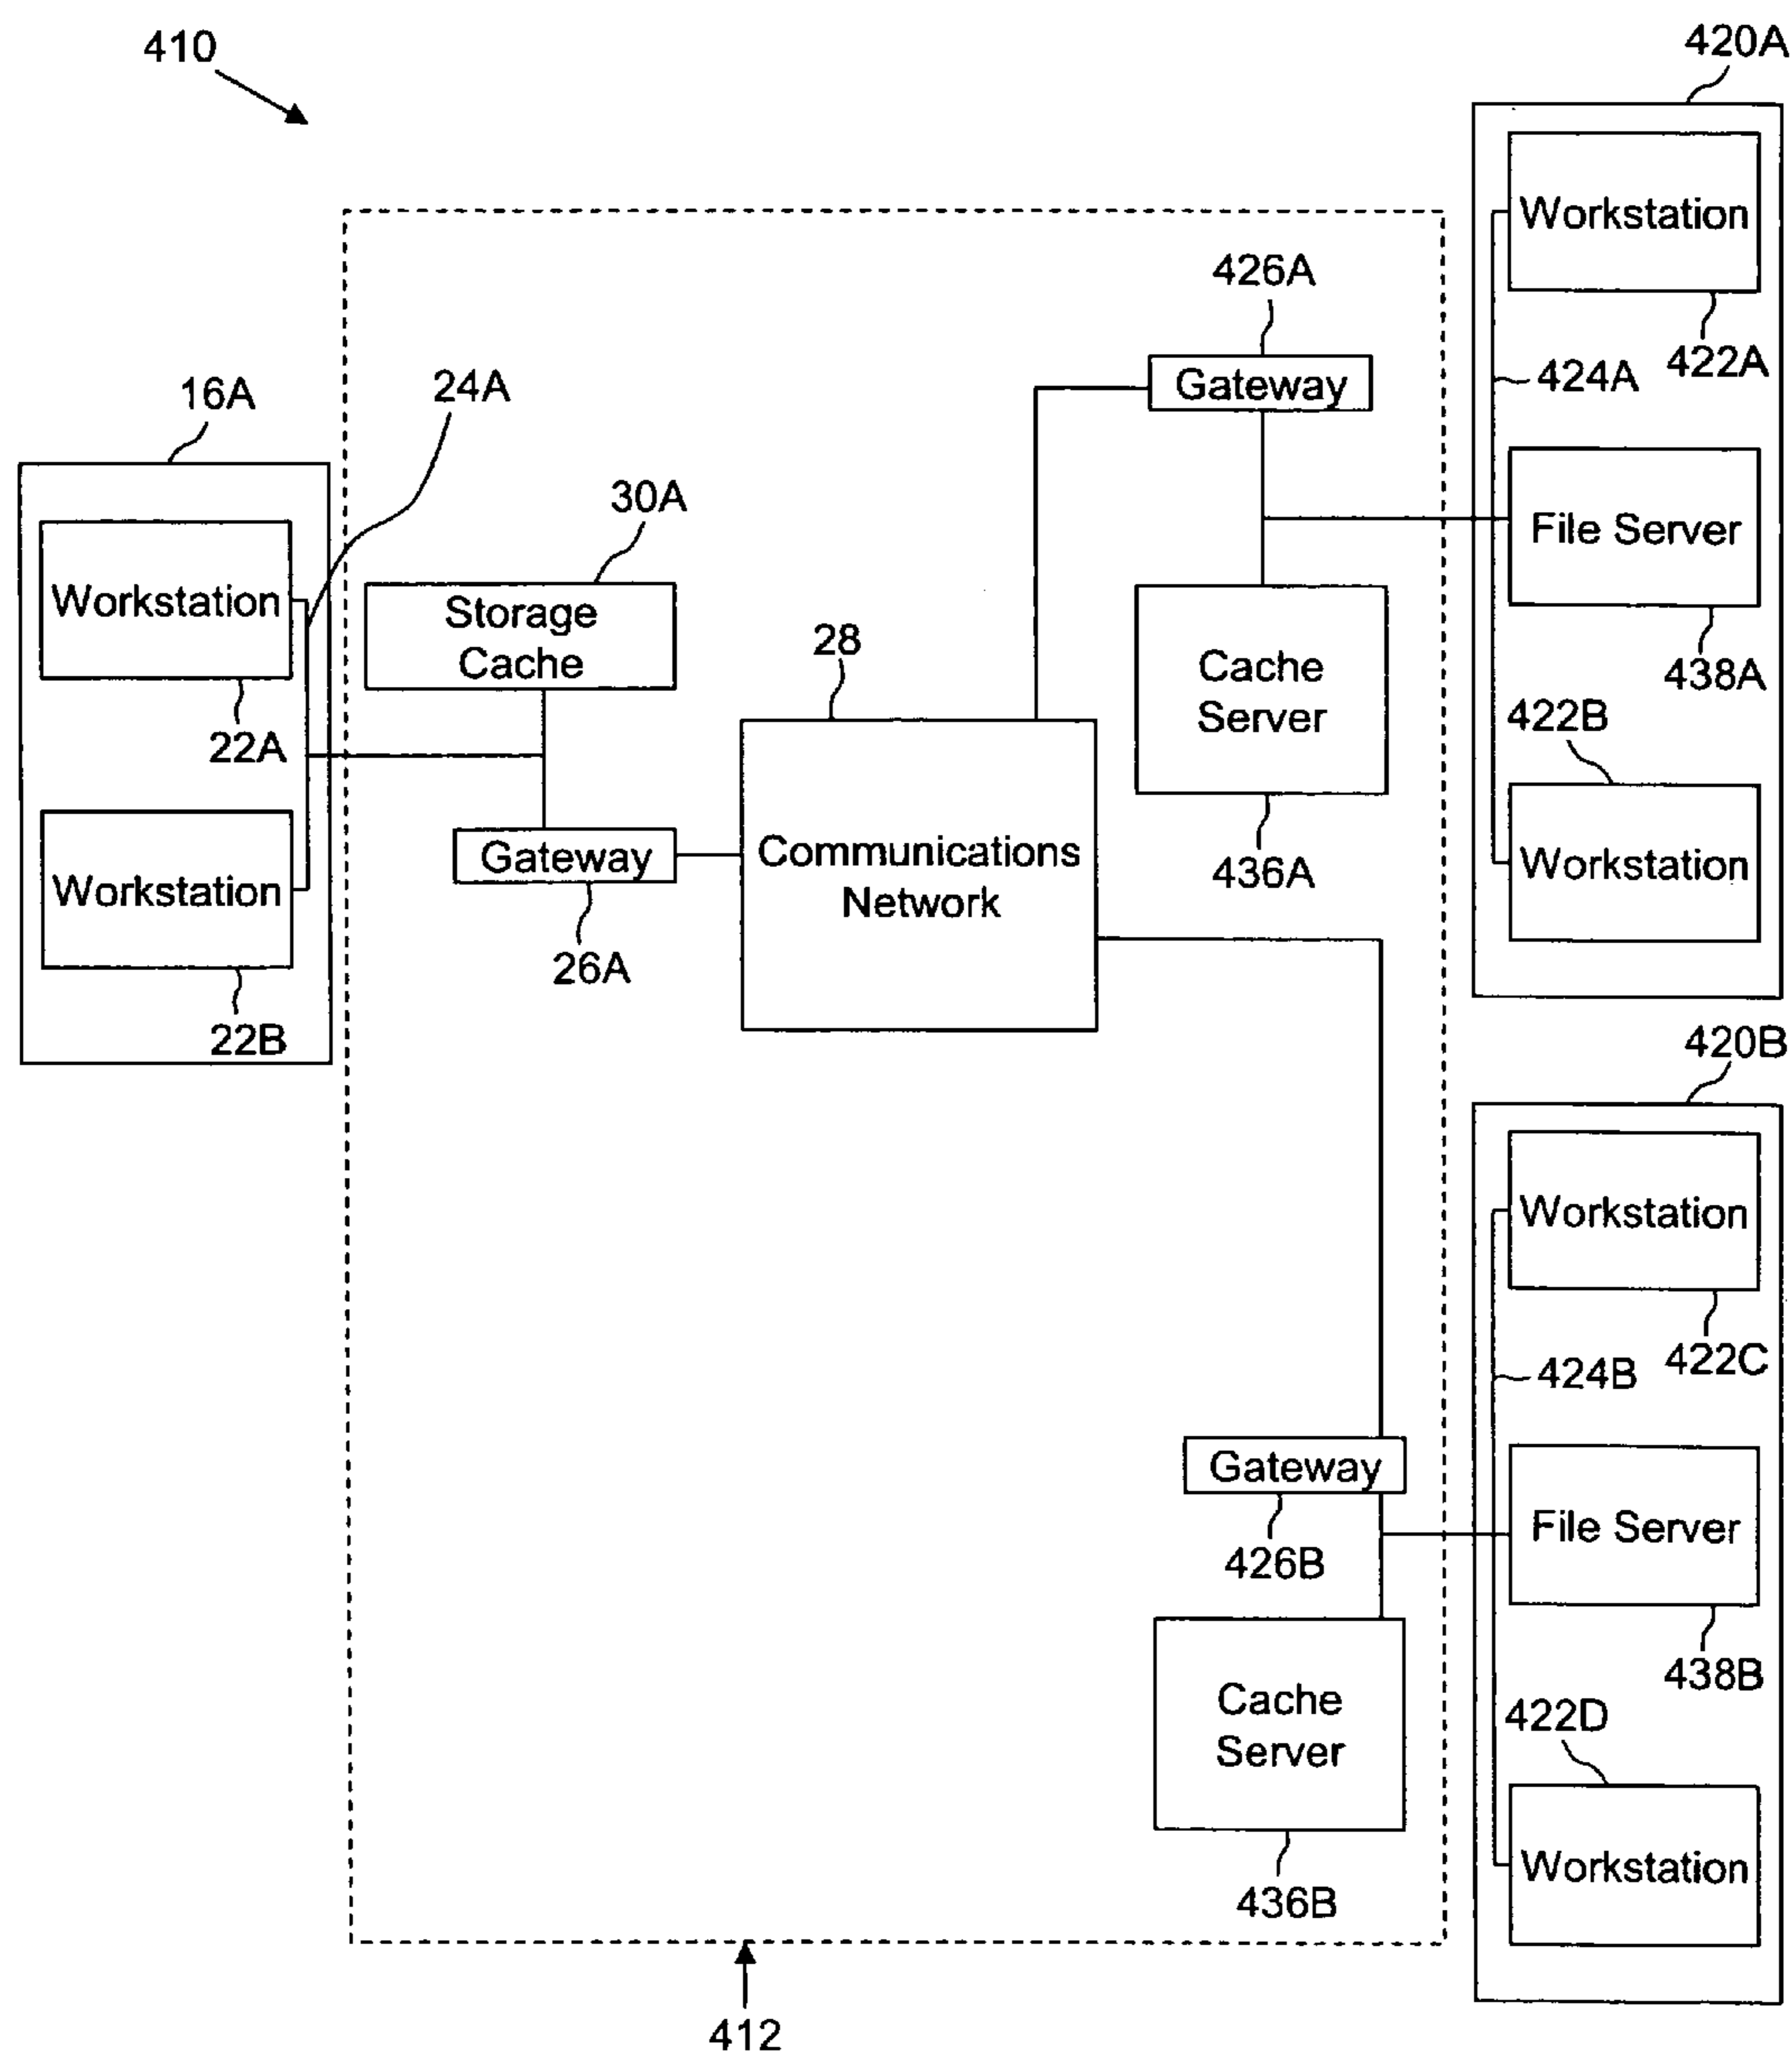 410
420A
Workstation
422A
424A
426A
Gateway
16A
24A
30A
Storage
Cache
Workstation
22A
28
Cache
Server
436A
File Server
438A
422B
Workstation
Communications
Network
Gateway
26A
Workstation
22B
420B
Workstation
422C
424B
Gateway
426B
File Server
438B
Cache
Server
436B
422D
Workstation
412